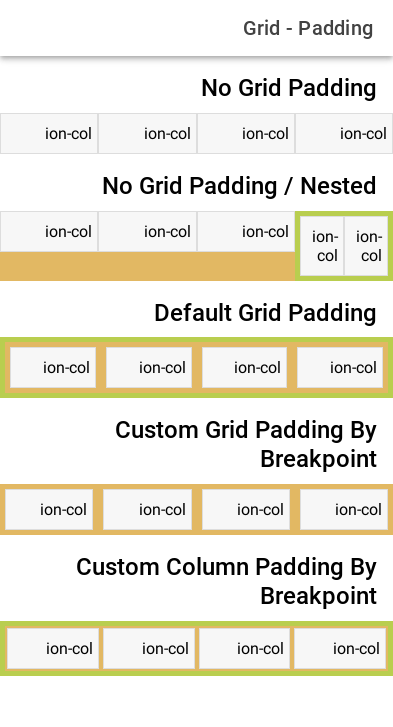 Grid - Padding
No Grid Padding
ion-col ion-col ion-col ion-col
No Grid Padding / Nested
ion-col ion-col ion-col ion- ion-
col col
Default Grid Padding
ion-col ion-col ion-col ion-col
Custom Grid Padding By
Breakpoint
ion-col ion-col ion-col ion-col
Custom Column Padding By
Breakpoint
ion-col ion-col ion-col ion-col